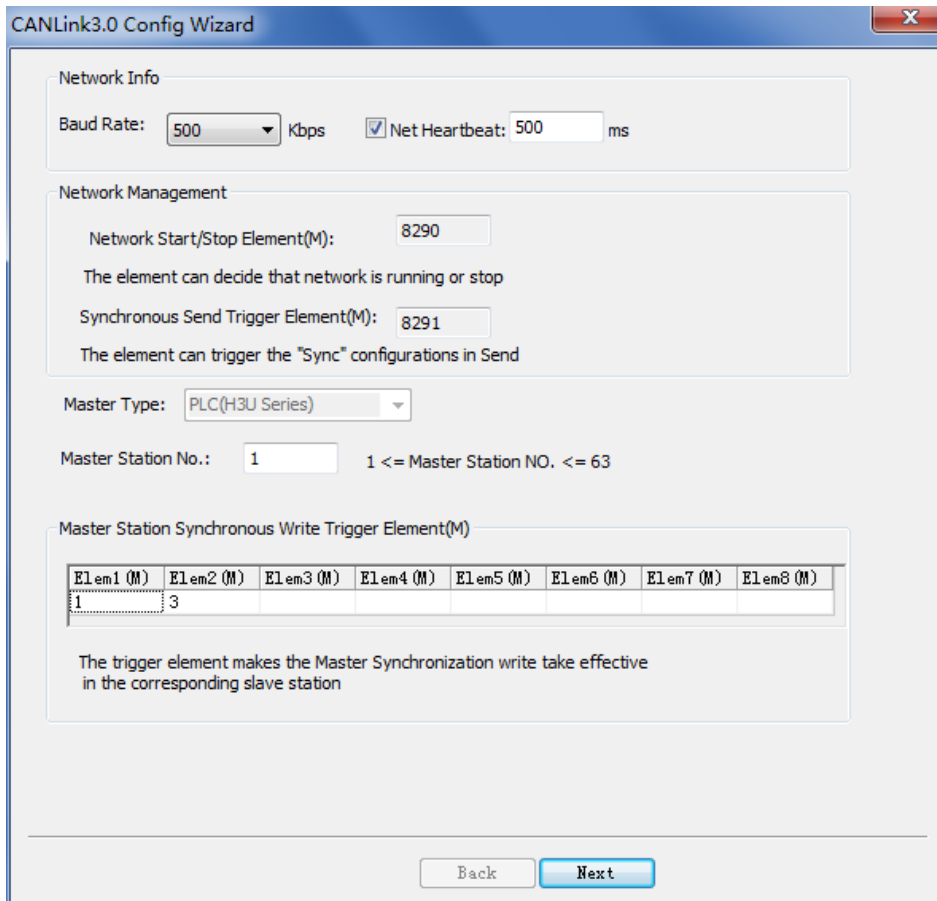 CANLink3.0 Config Wizard
Network Info
Baud Rate: 500 Kbps Net Heartbeat: 500 ms
Network Management
Network Start/Stop Element(M): 8290
The element can decide that network is running or stop
Synchronous Send Trigger Element(M): 8291
The element can trigger the "Sync" configurations in Send
Master Type: PLC(H3U Series)
Master Station No.: 1 1 <= Master Station NO. <= 63
Master Station Synchronous Write Trigger Element(M)
Elem1(M) Elem2(M) Elem3(M) Elem4(M) Elem5(M) Elem6(M) Elem7(M) Elem8(M)
1 3
The trigger element makes the Master Synchronization write take effective
in the corresponding slave station
Back Next